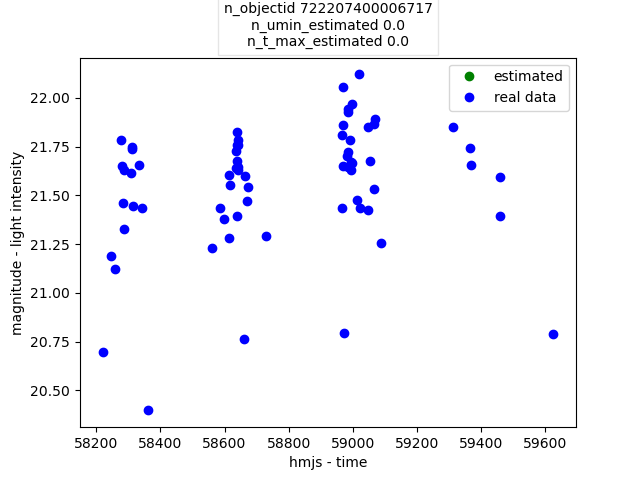 n_objectid 722207400006717
n_umin_estimated 0.0
n_t_max_estimated 0.0
estimated
real data
22.00
21.75
21.50
21.25
21.00
20.75
20.50
magnitude - light intensity
58200 58400 58600 58800 59000 59200 59400 59600
hmjs - time